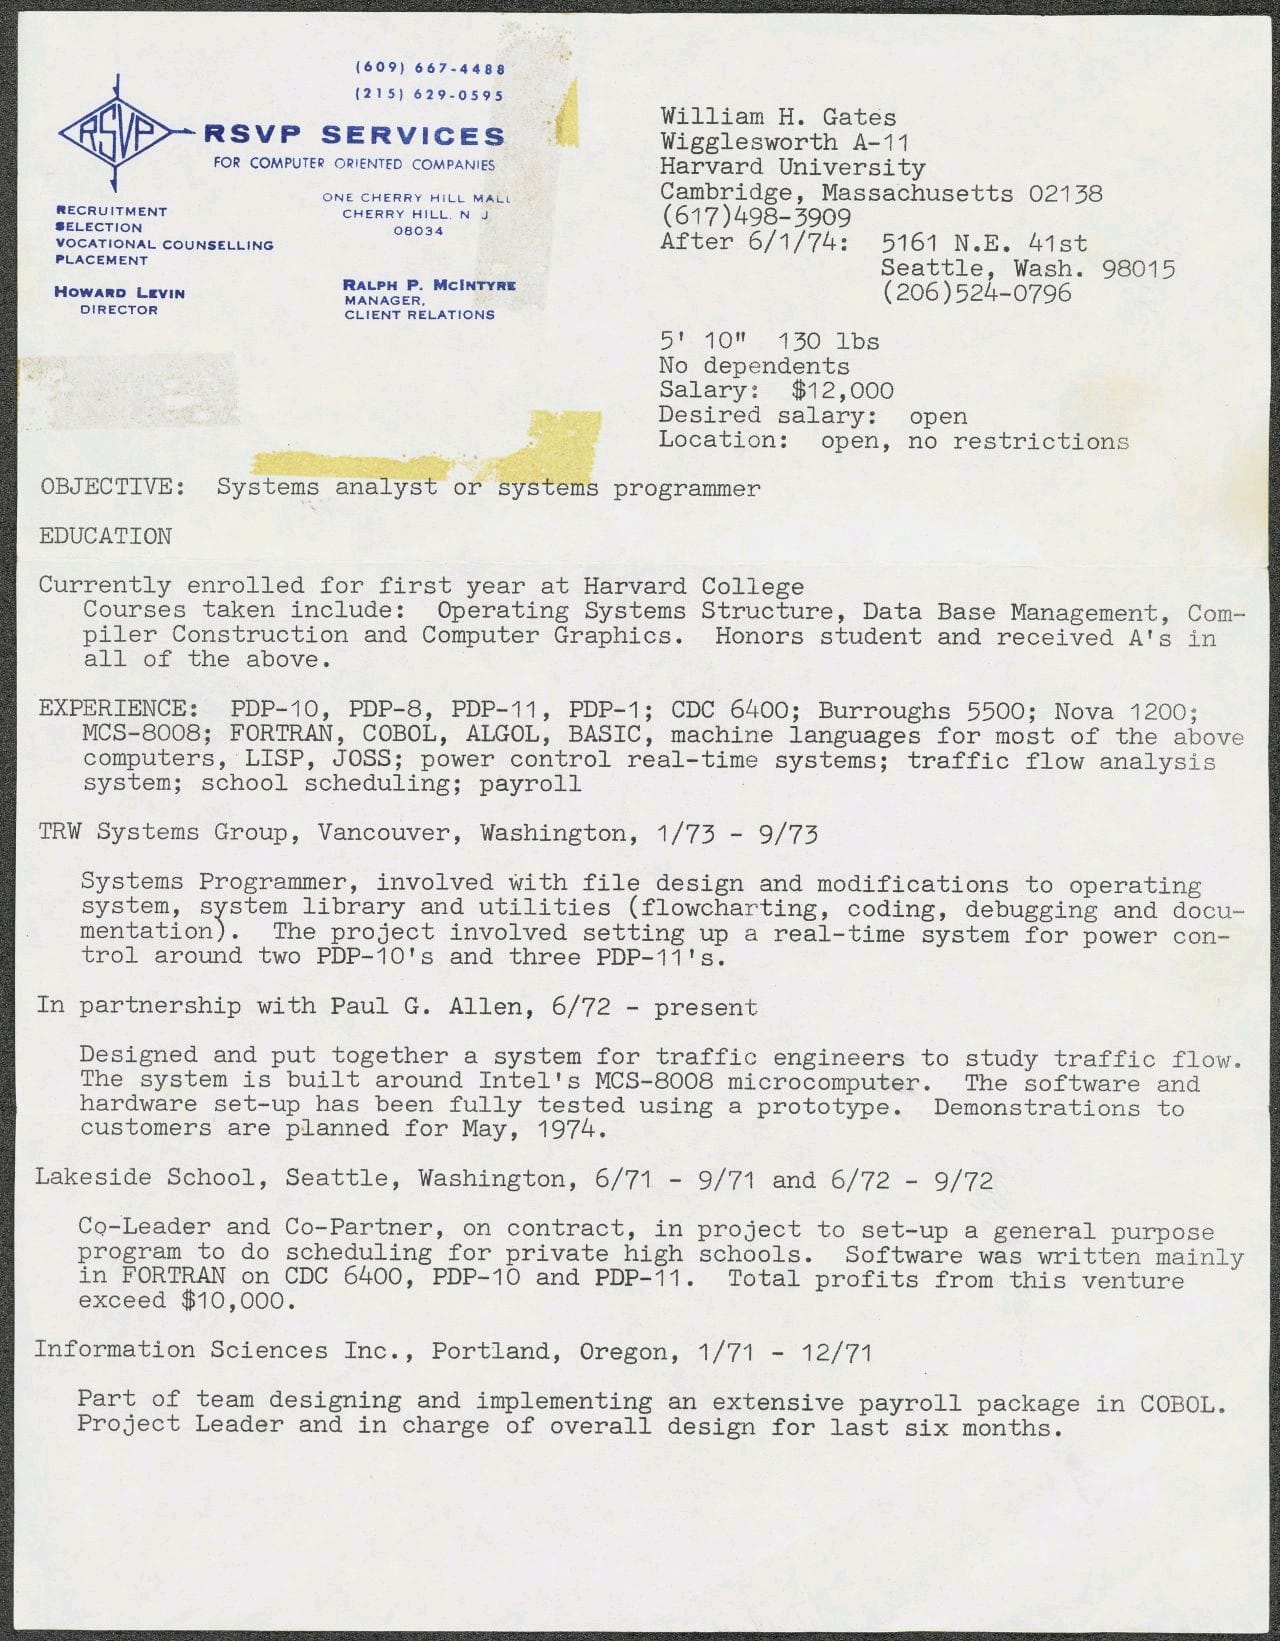 (609) 667-4488
(215) 629-0595
RSVP
RSVP SERVICES
FOR COMPUTER ORIENTED COMPANIES
RECRUITMENT
SELECTION
VOCATIONAL COUNSELLING
PLACEMENT
ONE CHERRY HILL MALL
CHERRY HILL, N J
08034
HOWARD LEVIN
DIRECTOR
RALPH P. MCINTYRE
MANAGER,
CLIENT RELATIONS
William H. Gates
Wigglesworth A-11
Harvard University
Cambridge, Massachusetts 02138
(617)498-3909
After 6/1/74: 5161 N.E. 41st
Seattle, Wash. 98015
(206)524-0796
5' 10" 130 lbs
No dependents
Salary: $12,000
Desired salary: open
Location: open, no restrictions
OBJECTIVE: Systems analyst or systems programmer
EDUCATION
Currently enrolled for first year at Harvard College
Courses taken include: Operating Systems Structure, Data Base Management, Com-
piler Construction and Computer Graphics. Honors student and received A's in
all of the above.
EXPERIENCE: PDP-10, PDP-8, PDP-11, PDP-1; CDC 6400; Burroughs 5500; Nova 1200;
MCS-8008; FORTRAN, COBOL, ALGOL, BASIC, machine languages for most of the above
computers, LISP, JOSS; power control real-time systems; traffic flow analysis
system; school scheduling; payroll
TRW Systems Group, Vancouver, Washington, 1/73 - 9/73
Systems Programmer, involved with file design and modifications to operating
system, system library and utilities (flowcharting, coding, debugging and docu-
mentation). The project involved setting up a real-time system for power con-
trol around two PDP-10's and three PDP-11's.
In partnership with Paul G. Allen, 6/72 - present
Designed and put together a system for traffic engineers to study traffic flow.
The system is built around Intel's MCS-8008 microcomputer. The software and
hardware set-up has been fully tested using a prototype. Demonstrations to
customers are planned for May, 1974.
Lakeside School, Seattle, Washington, 6/71 - 9/71 and 6/72 - 9/72
Co-Leader and Co-Partner, on contract, in project to set-up a general purpose
program to do scheduling for private high schools. Software was written mainly
in FORTRAN on CDC 6400, PDP-10 and PDP-11. Total profits from this venture
exceed $10,000.
Information Sciences Inc., Portland, Oregon, 1/71 - 12/71
Part of team designing and implementing an extensive payroll package in COBOL.
Project Leader and in charge of overall design for last six months.